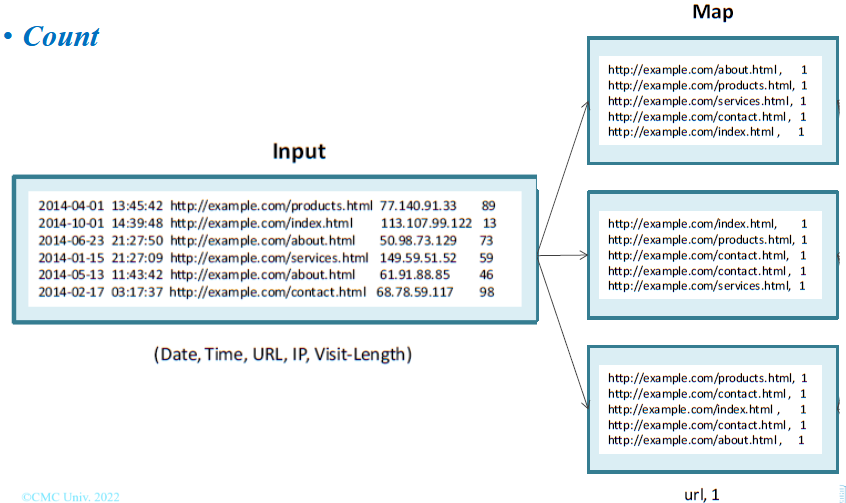 • Count
Map
http://example.com/about.html, 1
http://example.com/products.html, 1
http://example.com/services.html, 1
http://example.com/contact.html, 1
http://example.com/index.html, 1
Input
2014-04-01 13:45:42 http://example.com/products.html 77.140.91.33 89
2014-10-01 14:39:48 http://example.com/index.html 113.107.99.122 13
2014-06-23 21:27:50 http://example.com/about.html 50.98.73.129 73
2014-01-15 21:27:09 http://example.com/services.html 149.59.51.52 59
2014-05-13 11:43:42 http://example.com/about.html 61.91.88.85 46
2014-02-17 03:17:37 http://example.com/contact.html 68.78.59.117 98
(Date, Time, URL, IP, Visit-Length)
http://example.com/index.html, 1
http://example.com/products.html, 1
http://example.com/contact.html, 1
http://example.com/contact.html, 1
http://example.com/services.html, 1
http://example.com/products.html, 1
http://example.com/contact.html, 1
http://example.com/index.html, 1
http://example.com/contact.html, 1
http://example.com/about.html, 1
url, 1
©CMC Univ. 2022